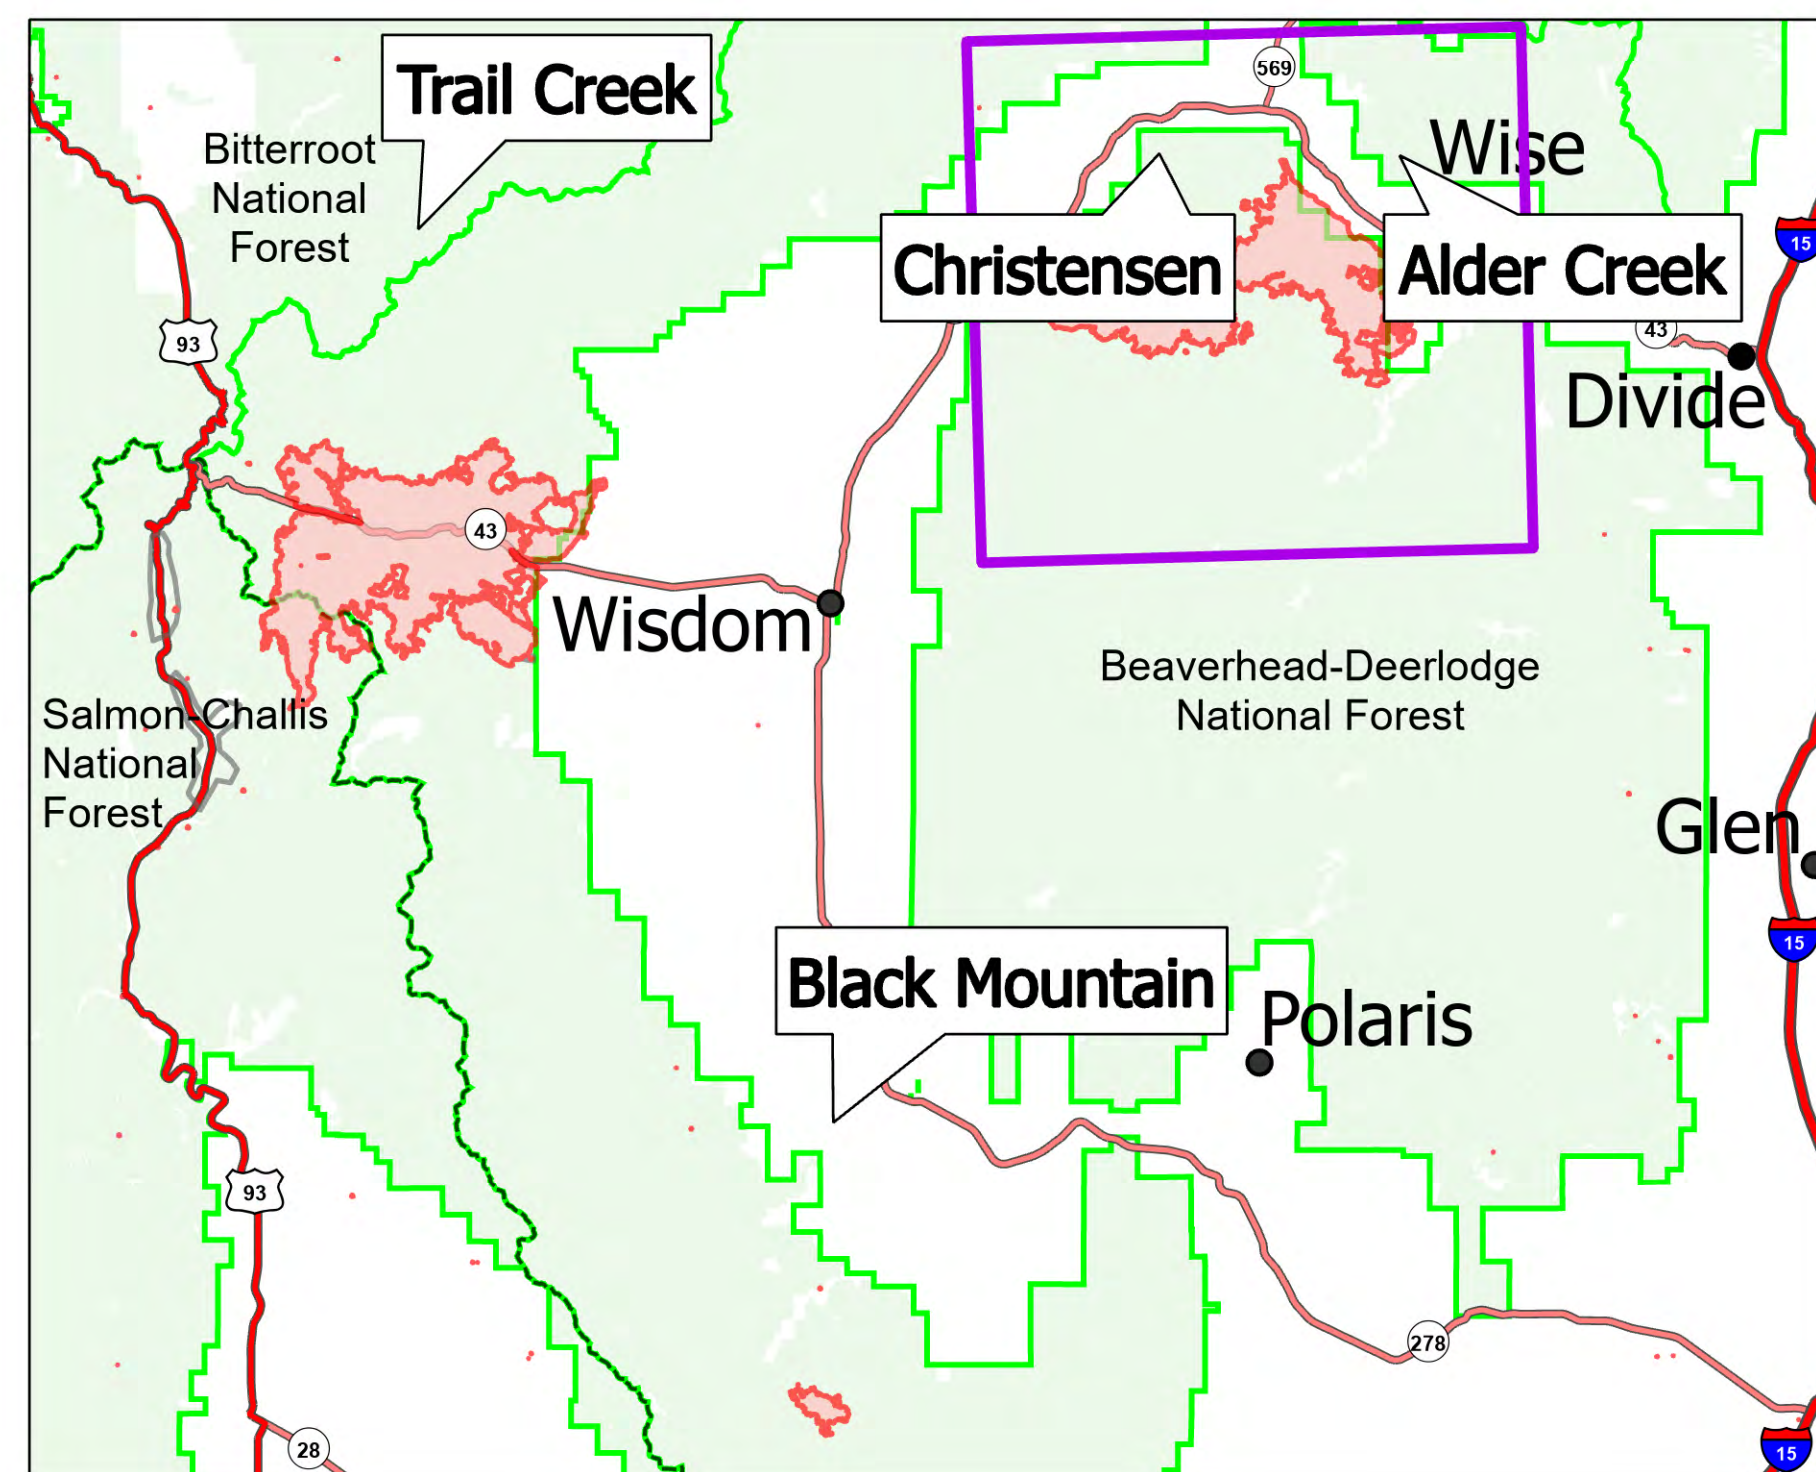 569
Trail Creek
Wise
Bitterroot
National
Forest
15
Christensen
Alder Creek
43
93
Divide
43
Wisdom
Beaverhead-Deerlodge
National Forest
Salmon-Challis
National
Forest
Glen
15
Black Mountain
Polaris
93
278
28
15